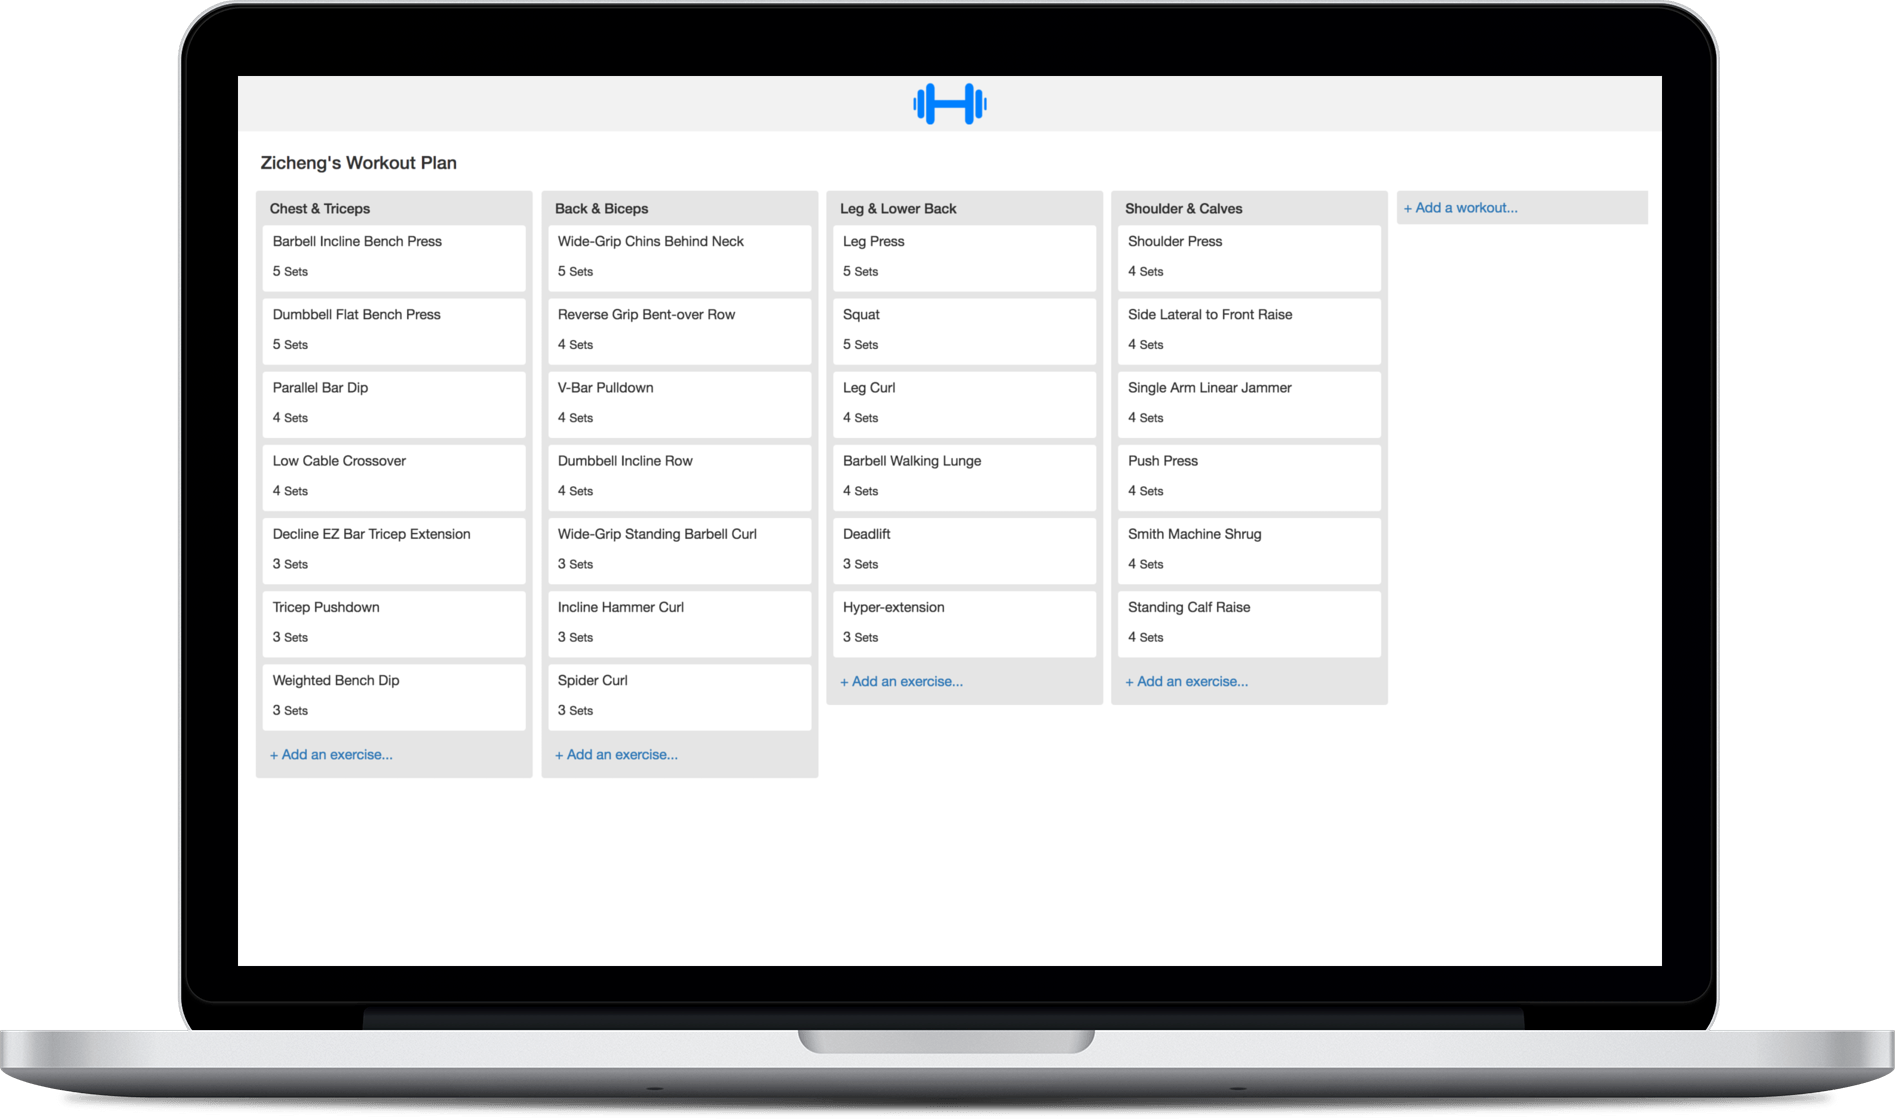 Zicheng's Workout Plan
Chest & Triceps
Barbell Incline Bench Press
5 Sets
Dumbbell Flat Bench Press
5 Sets
Parallel Bar Dip
4 Sets
Low Cable Crossover
4 Sets
Decline EZ Bar Tricep Extension
3 Sets
Tricep Pushdown
3 Sets
Weighted Bench Dip
3 Sets
+ Add an exercise...
Back & Biceps
Wide-Grip Chins Behind Neck
5 Sets
Reverse Grip Bent-over Row
4 Sets
V-Bar Pulldown
4 Sets
Dumbbell Incline Row
4 Sets
Wide-Grip Standing Barbell Curl
3 Sets
Incline Hammer Curl
3 Sets
Spider Curl
3 Sets
+ Add an exercise...
Leg & Lower Back
Leg Press
5 Sets
Squat
5 Sets
Leg Curl
4 Sets
Barbell Walking Lunge
4 Sets
Deadlift
3 Sets
Hyper-extension
3 Sets
+ Add an exercise...
Shoulder & Calves
Shoulder Press
4 Sets
Side Lateral to Front Raise
4 Sets
Single Arm Linear Jammer
4 Sets
Push Press
4 Sets
Smith Machine Shrug
4 Sets
Standing Calf Raise
4 Sets
+ Add an exercise...
+ Add a workout...